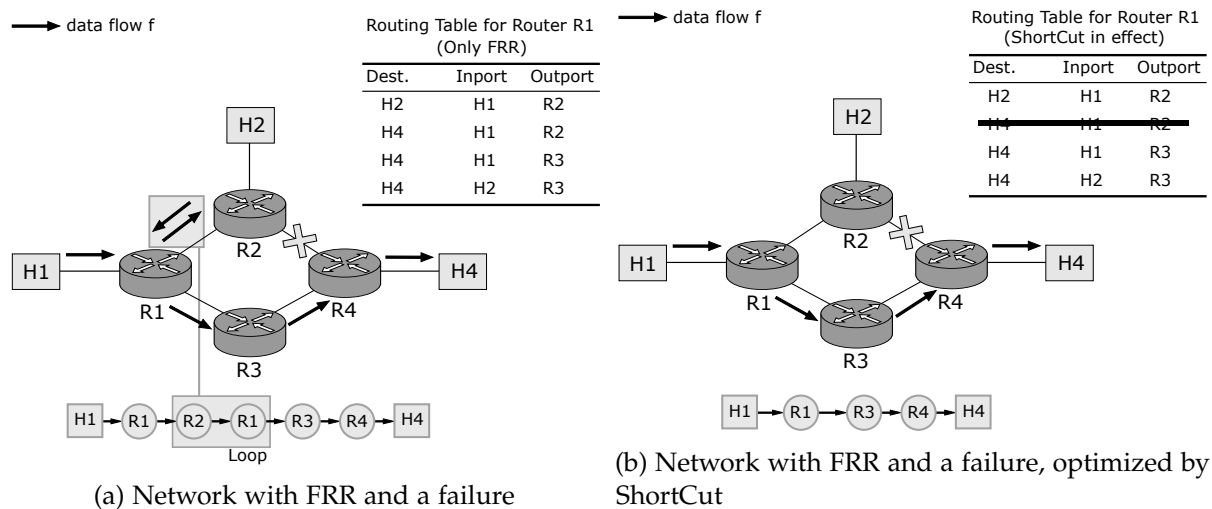 data flow f
Routing Table for Router R1
(Only FRR)
Dest. Inport Outport
H2 H1 R2
H4 H1 R2
H4 H1 R3
H4 H2 R3
H2
R2
H1
R1
R4
H4
R3
H1 R1 R2 R1 R3 R4 H4
Loop
(a) Network with FRR and a failure
data flow f
Routing Table for Router R1
(ShortCut in effect)
Dest. Inport Outport
H2 H1 R2
H4 H1 R2
H4 H1 R3
H4 H2 R3
H2
R2
H1
R1
R4
H4
R3
H1 R1 R3 R4 H4
(b) Network with FRR and a failure, optimized by
ShortCut